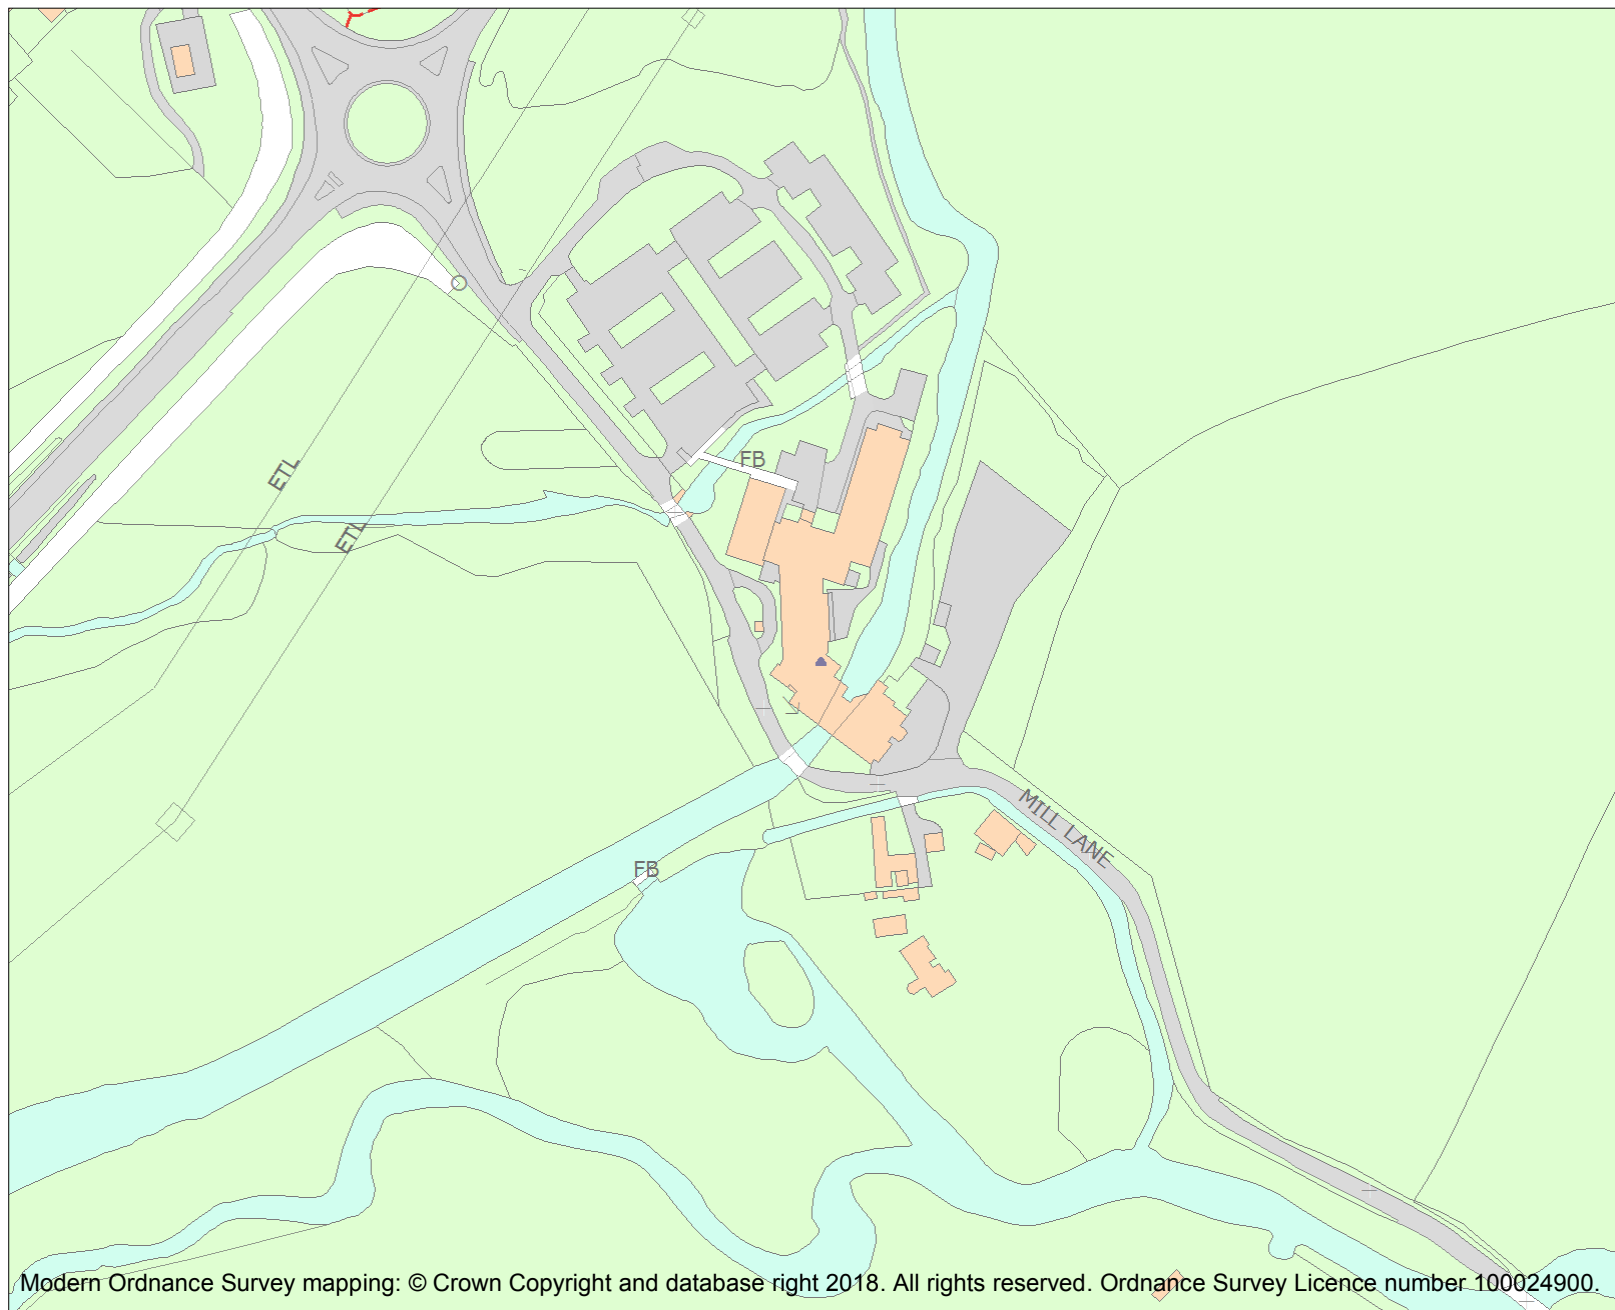 FB
ETL
ETL
MILL LANE
FB
Modern Ordnance Survey mapping: © Crown Copyright and database right 2018. All rights reserved. Ordnance Survey Licence number 100024900.